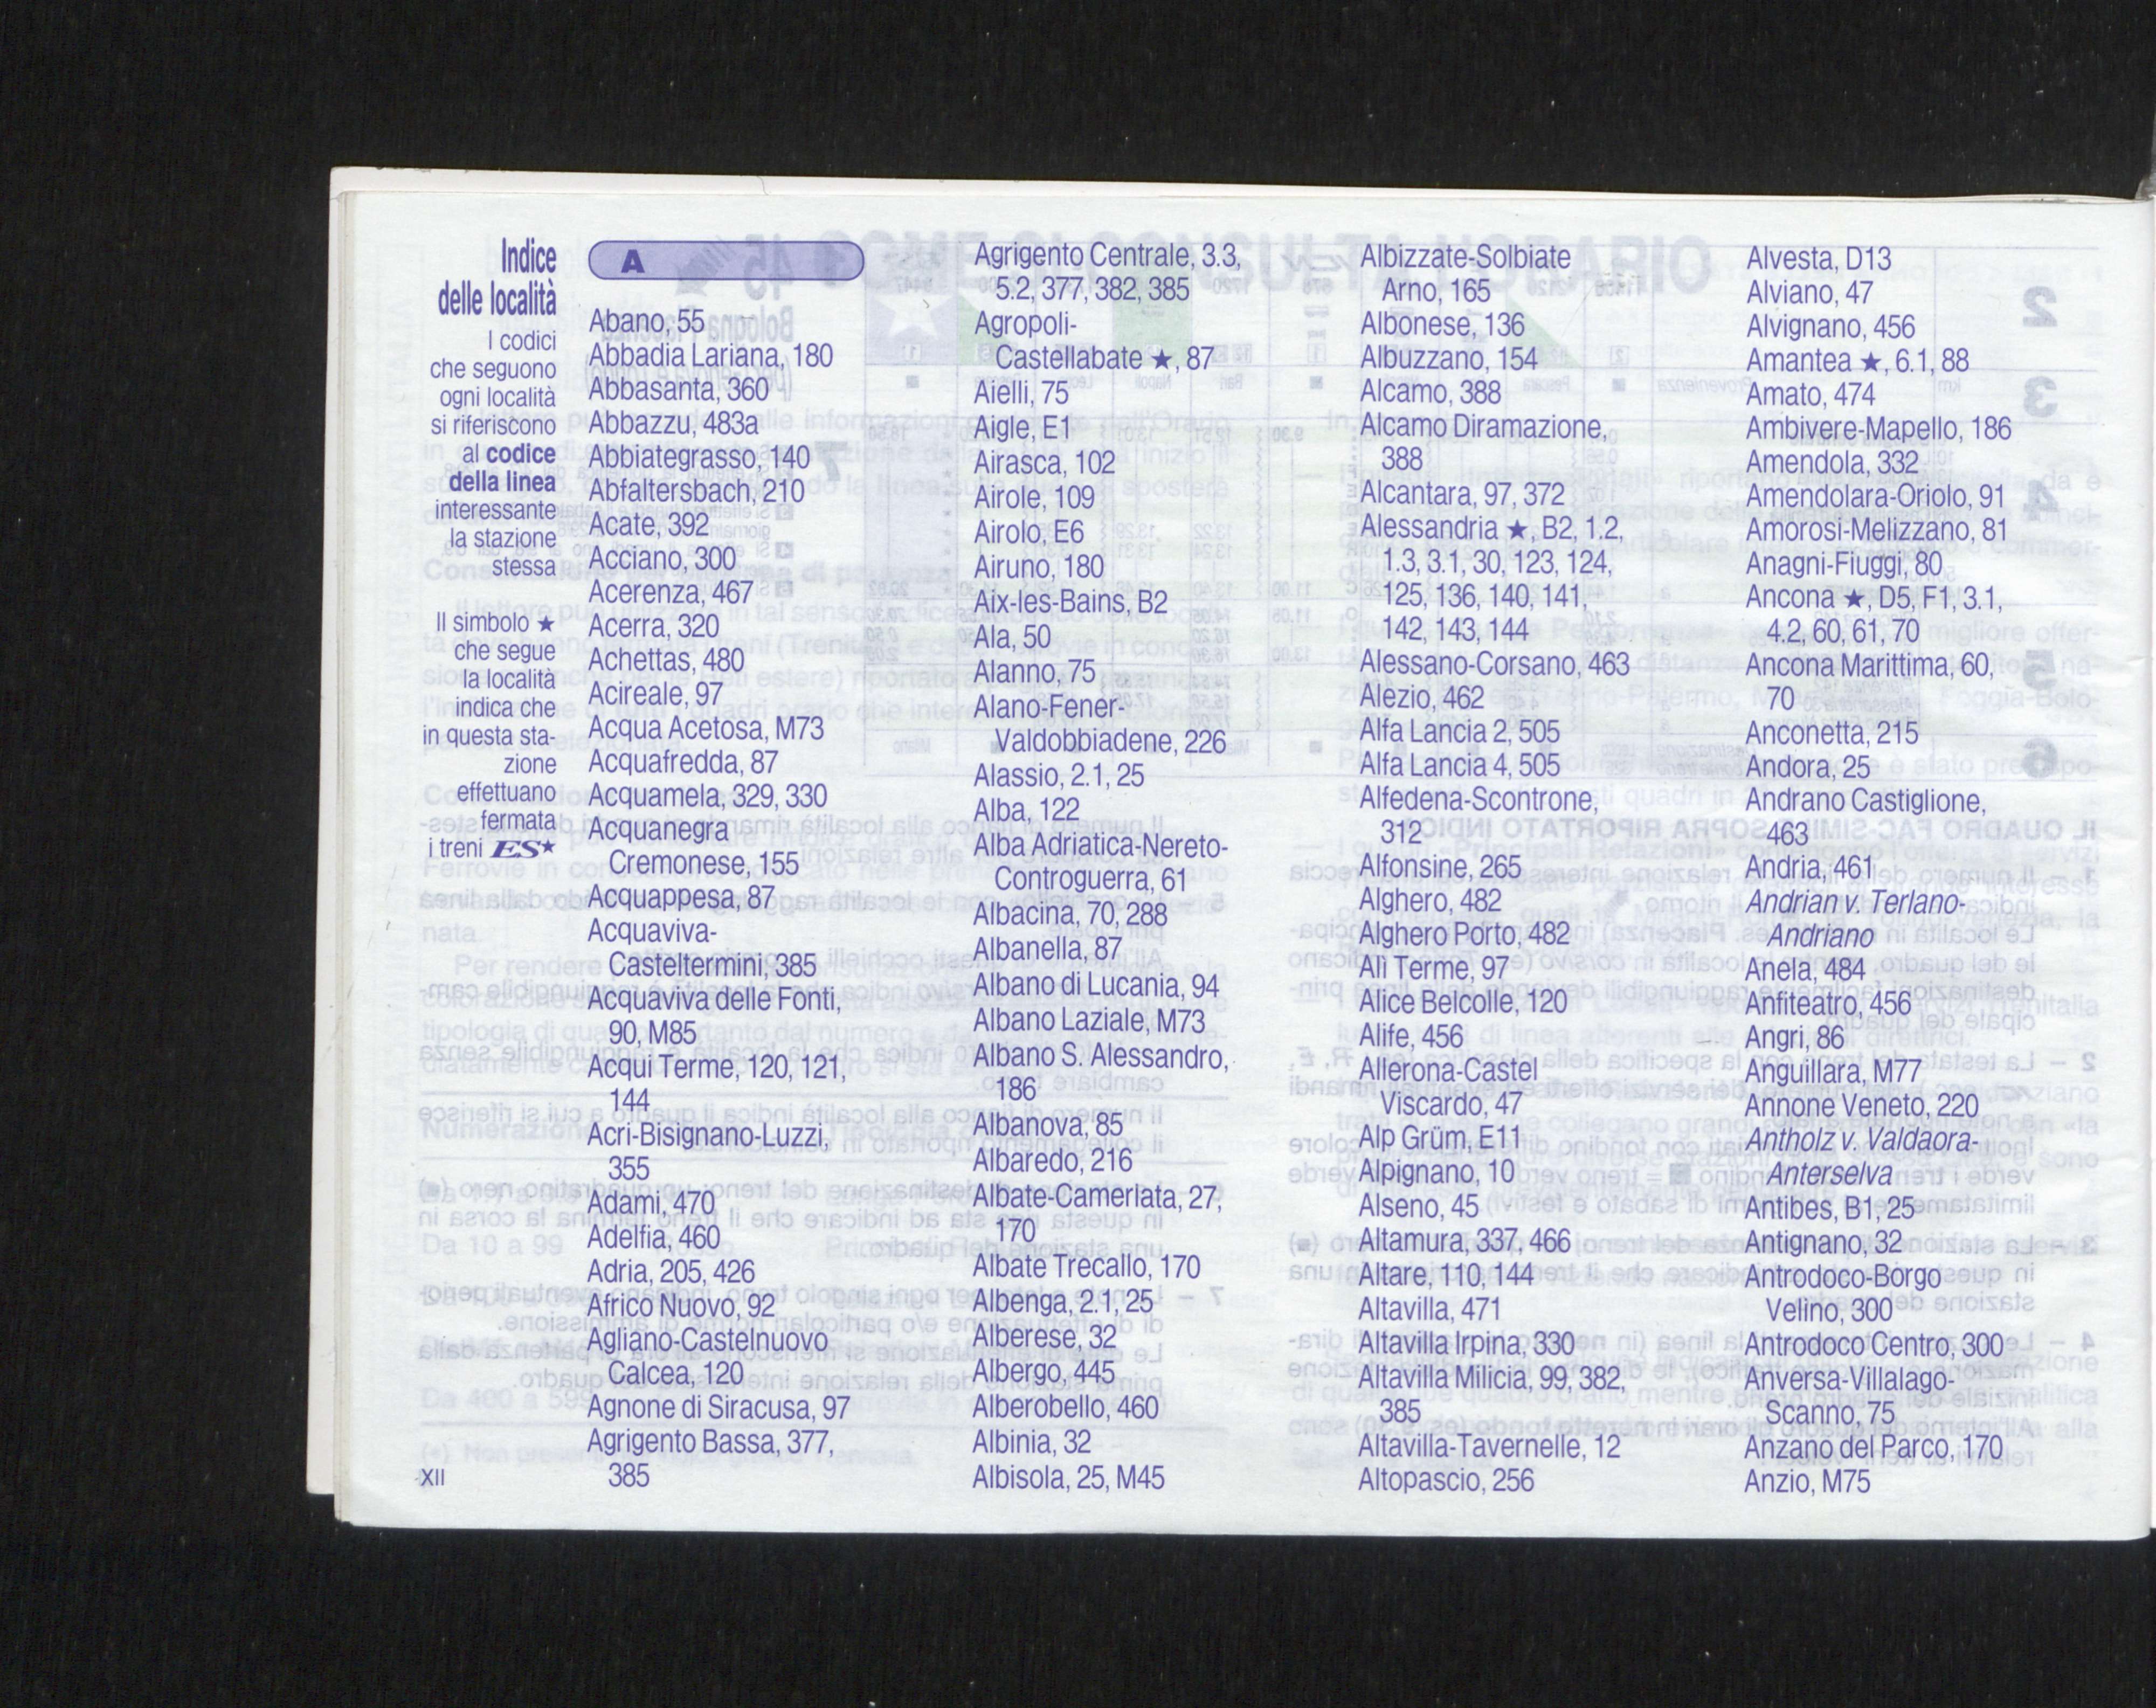 Indice
delle località
I codici
che seguono
ogni località
si riferiscono
al codice
della linea
interessante
la stazione
stessa
Il simbolo ★
che segue
la località
indica che
in questa sta-
zione
effettuano
fermata
i treni ES★
A
Abano, 55
Abbadia Lariana, 180
Abbasanta, 360
Abbazzu, 483a
Abbiategrasso, 140
Abfaltersbach, 210
Acate, 392
Acciano, 300
Acerenza, 467
Acerra, 320
Achettas, 480
Acireale, 97
Acqua Acetosa, M73
Acquafredda, 87
Acquamela, 329, 330
Acquanegra
Cremonese, 155
Acquappesa, 87
Acquaviva-
Casteltermini, 385
Acquaviva delle Fonti,
90, M85
Acqui Terme, 120, 121,
144
Acri-Bisignano-Luzzi,
355
Adami, 470
Adelfia, 460
Adria, 205, 426
Africo Nuovo, 92
Agliano-Castelnuovo
Calcea, 120
Agnone di Siracusa, 97
Agrigento Bassa, 377,
385
Agrigento Centrale, 3.3,
5.2, 377, 382, 385
Agropoli-
Castellabate ★, 87
Aielli, 75
Aigle, E1
Airasca, 102
Airole, 109
Airolo, E6
Airuno, 180
Aix-les-Bains, B2
Ala, 50
Alanno, 75
Alano-Fener-
Valdobbiadene, 226
Alassio, 2.1, 25
Alba, 122
Alba Adriatica-Nereto-
Controguerra, 61
Albacina, 70, 288
Albanella, 87
Albano di Lucania, 94
Albano Laziale, M73
Albano S. Alessandro,
186
Albanova, 85
Albaredo, 216
Albate-Camerlata, 27,
170
Albate Trecallo, 170
Albenga, 2.1, 25
Alberese, 32
Albergo, 445
Alberobello, 460
Albinia, 32
Albisola, 25, M45
Albizzate-Solbiate
Arno, 165
Albonese, 136
Albuzzano, 154
Alcamo, 388
Alcamo Diramazione,
388
Alcantara, 97, 372
Alessandria ★, B2, 1.2,
1.3, 3.1, 30, 123, 124,
125, 136, 140, 141,
142, 143, 144
Alessano-Corsano, 463
Alezio, 462
Alfa Lancia 2, 505
Alfa Lancia 4, 505
Alfedena-Scontrone,
312
Alfonsine, 265
Alghero, 482
Alghero Porto, 482
Alì Terme, 97
Alice Belcolle, 120
Alife, 456
Allerona-Castel
Viscardo, 47
Alp Grüm, E11
Alpignano, 10
Alseno, 45
Altamura, 337, 466
Altare, 110, 144
Altavilla, 471
Altavilla Irpina, 330
Altavilla Milicia, 99, 382,
385
Altavilla-Tavernelle, 12
Altopascio, 256
Alvesta, D13
Alviano, 47
Alvignano, 456
Amantea ★, 6.1, 88
Amato, 474
Ambivere-Mapello, 186
Amendola, 332
Amendolara-Oriolo, 91
Amorosi-Melizzano, 81
Anagni-Fiuggi, 80
Ancona ★, D5, F1, 3.1,
4.2, 60, 61, 70
Ancona Marittima, 60,
70
Anconetta, 215
Andora, 25
Andrano Castiglione,
463
Andria, 461
Andrian v. Terlano-
Andriano
Anela, 484
Anfiteatro, 456
Angri, 86
Anguillara, M77
Annone Veneto, 220
Antholz v. Valdaora-
Anterselva
Antibes, B1, 25
Antignano, 32
Antrodoco-Borgo
Velino, 300
Antrodoco Centro, 300
Anversa-Villalago-
Scanno, 75
Anzano del Parco, 170
Anzio, M75
XII